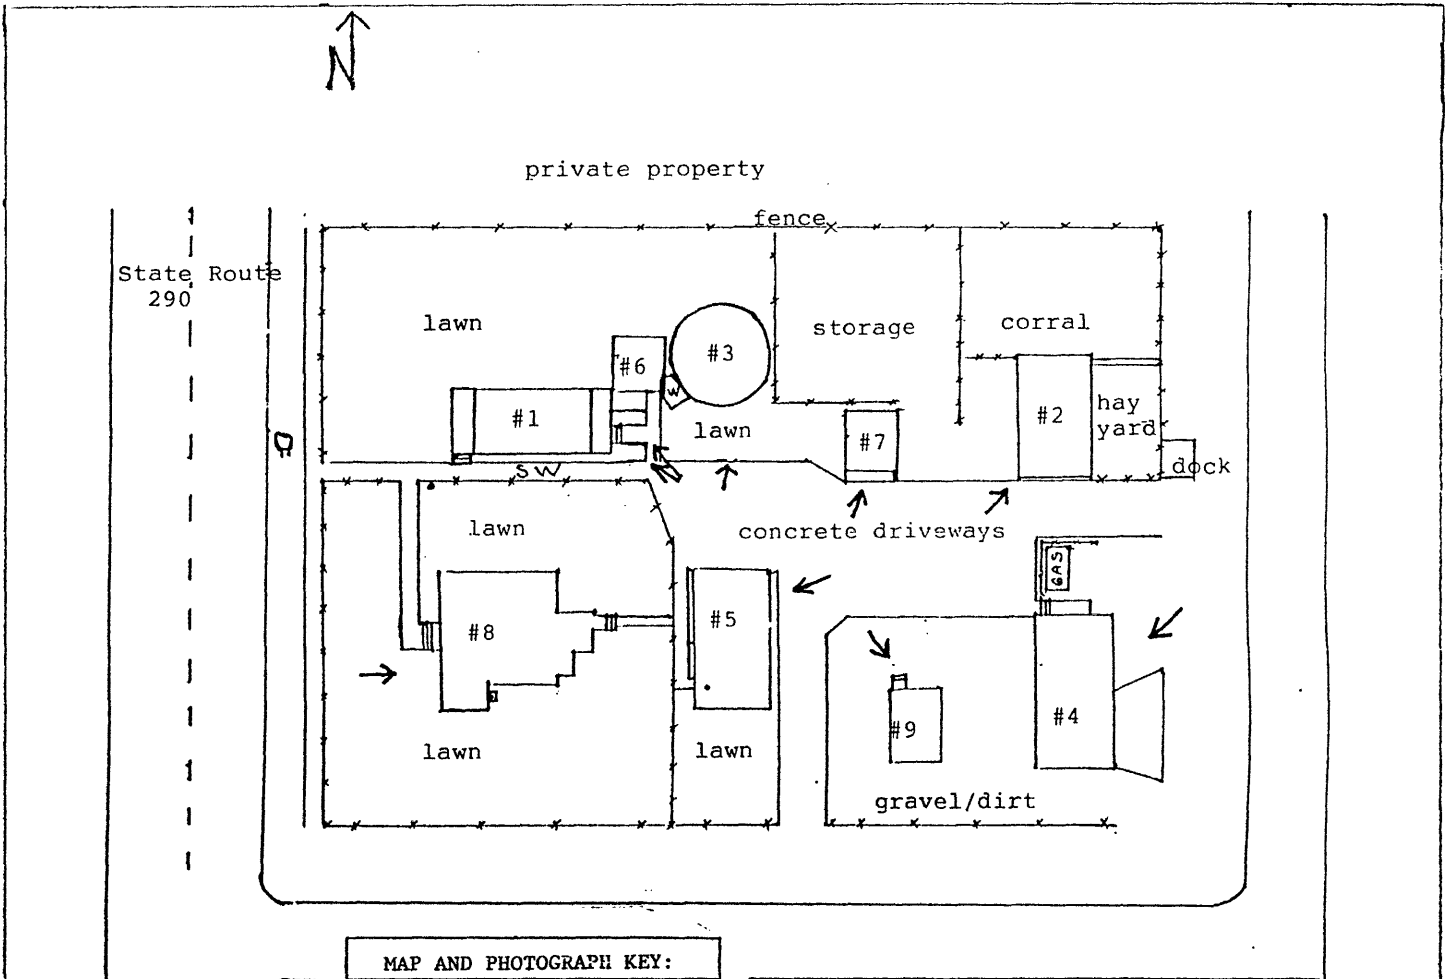 N
private property
fence
State Route
290
lawn
#6
#3
storage
corral
W
#1
lawn
#7
#2
hay
yard
dock
SW
lawn
concrete driveways
GAS
#8
#5
#9
#4
lawn
lawn
gravel/dirt
MAP AND PHOTOGRAPH KEY: